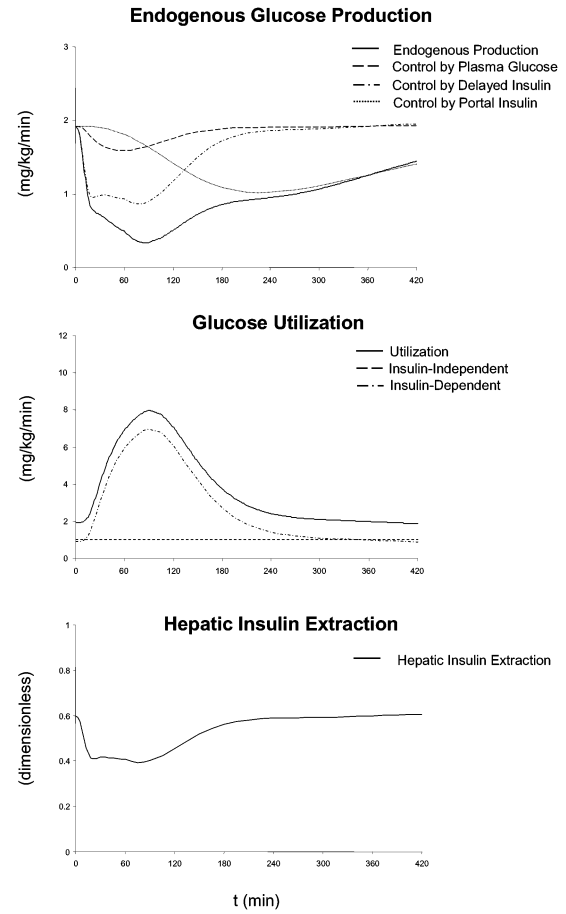 Endogenous Glucose Production
3
2
1
0
(mg/kg/min)
Endogenous Production
Control by Plasma Glucose
Control by Delayed Insulin
Control by Portal Insulin
0 60 120 180 240 300 360 420
Glucose Utilization
12
10
8
6
4
2
0
(mg/kg/min)
Utilization
Insulin-Independent
Insulin-Dependent
0 60 120 180 240 300 360 420
Hepatic Insulin Extraction
1
0.8
0.6
0.4
0.2
0
(dimensionless)
Hepatic Insulin Extraction
0 60 120 180 240 300 360 420
t (min)